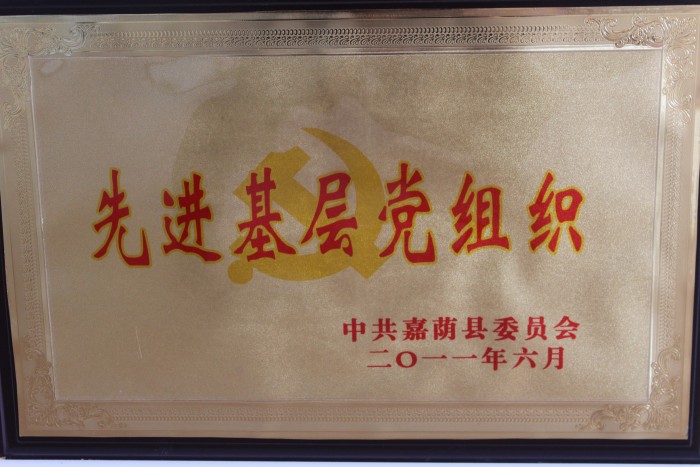 先进基层党组织
中共嘉荫县委员会
二〇一一年六月